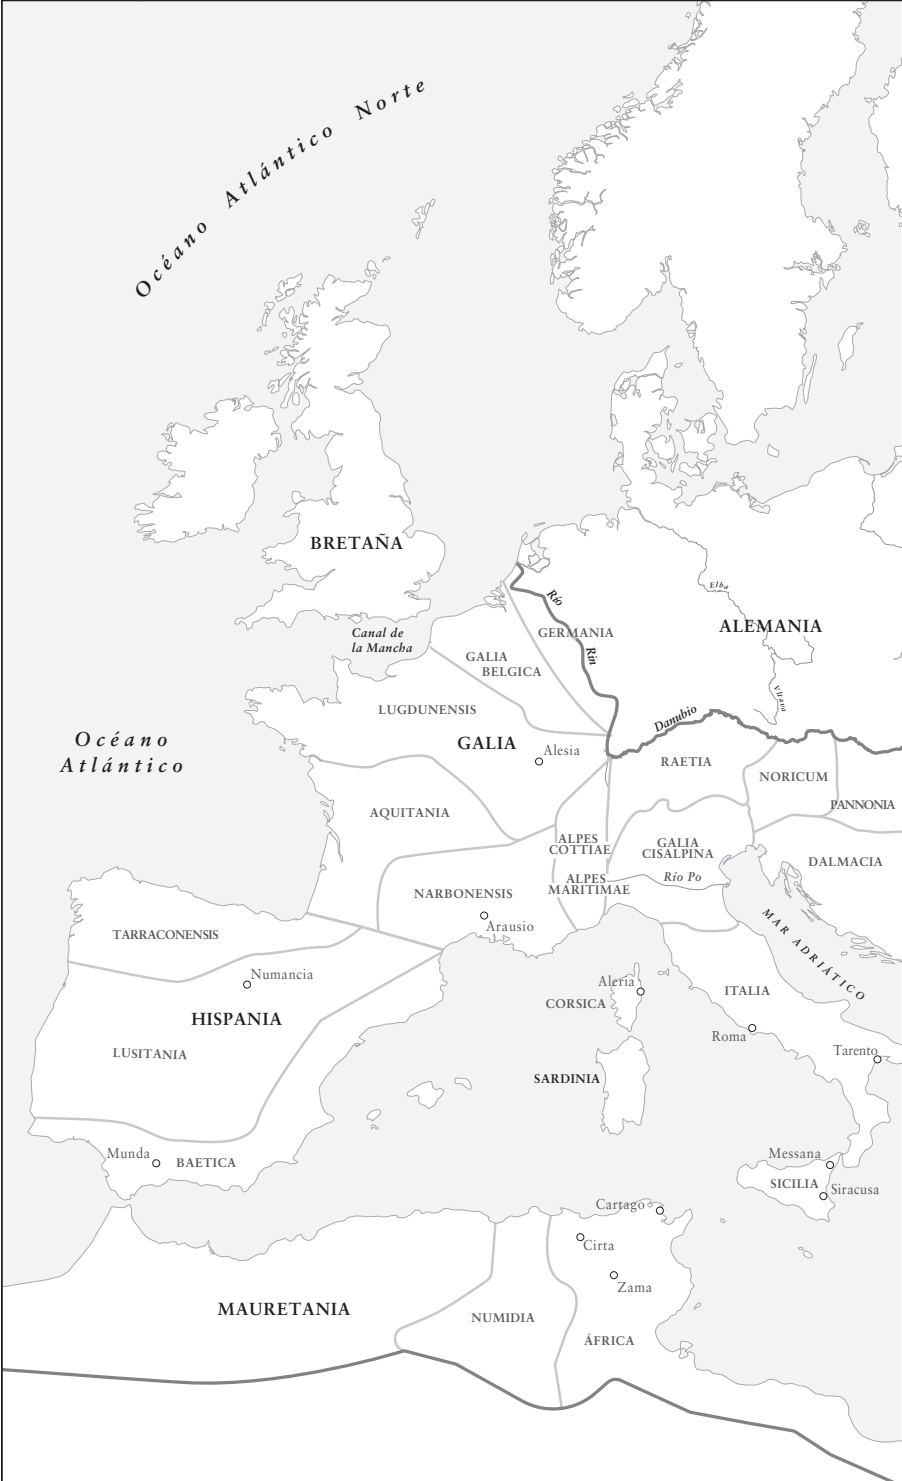 Océano Atlántico Norte
BRETAÑA
Canal de
la Mancha
Océano
Atlántico
Río
Rin
GERMANIA
Elba
ALEMANIA
Vltava
Danubio
GALIA
BELGICA
LUGDUNENSIS
GALIA
Alesia
RAETIA
NORICUM
PANNONIA
AQUITANIA
ALPES
COTTIAE
GALIA
CISALPINA
DALMACIA
ALPES
MARITIMAE
Río Po
NARBONENSIS
Arausio
MAR ADRIÁTICO
TARRACONENSIS
Numancia
HISPANIA
LUSITANIA
Aleria
CORSICA
ITALIA
Roma
Tarento
SARDINIA
Munda
BAETICA
Messana
SICILIA
Siracusa
Cartago
Cirta
Zama
MAURETANIA
NUMIDIA
ÁFRICA